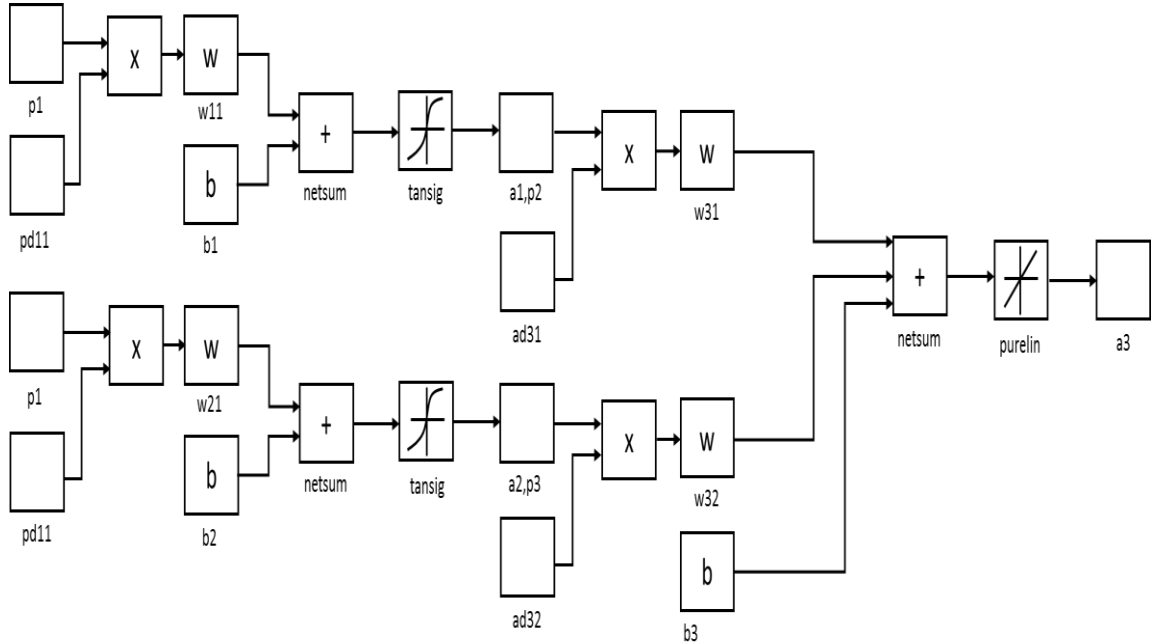 x
w
p1
w11
pd11
b
b1
+
netsum
tansig
a1,p2
x
w
w31
ad31
+
netsum
purelin
a3
x
w
p1
w21
pd11
b
b2
+
netsum
tansig
a2,p3
x
w
w32
ad32
b
b3